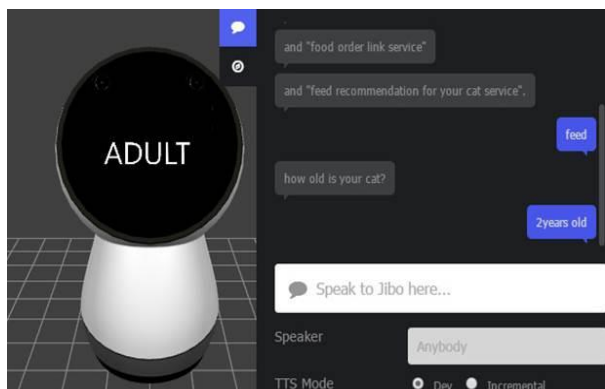 ADULT
and "food order link service"
and "feed recommendation for your cat service".
feed
how old is your cat?
2years old
Speak to Jibo here...
Speaker
Anybody
TTS Mode
Dev
Incremental